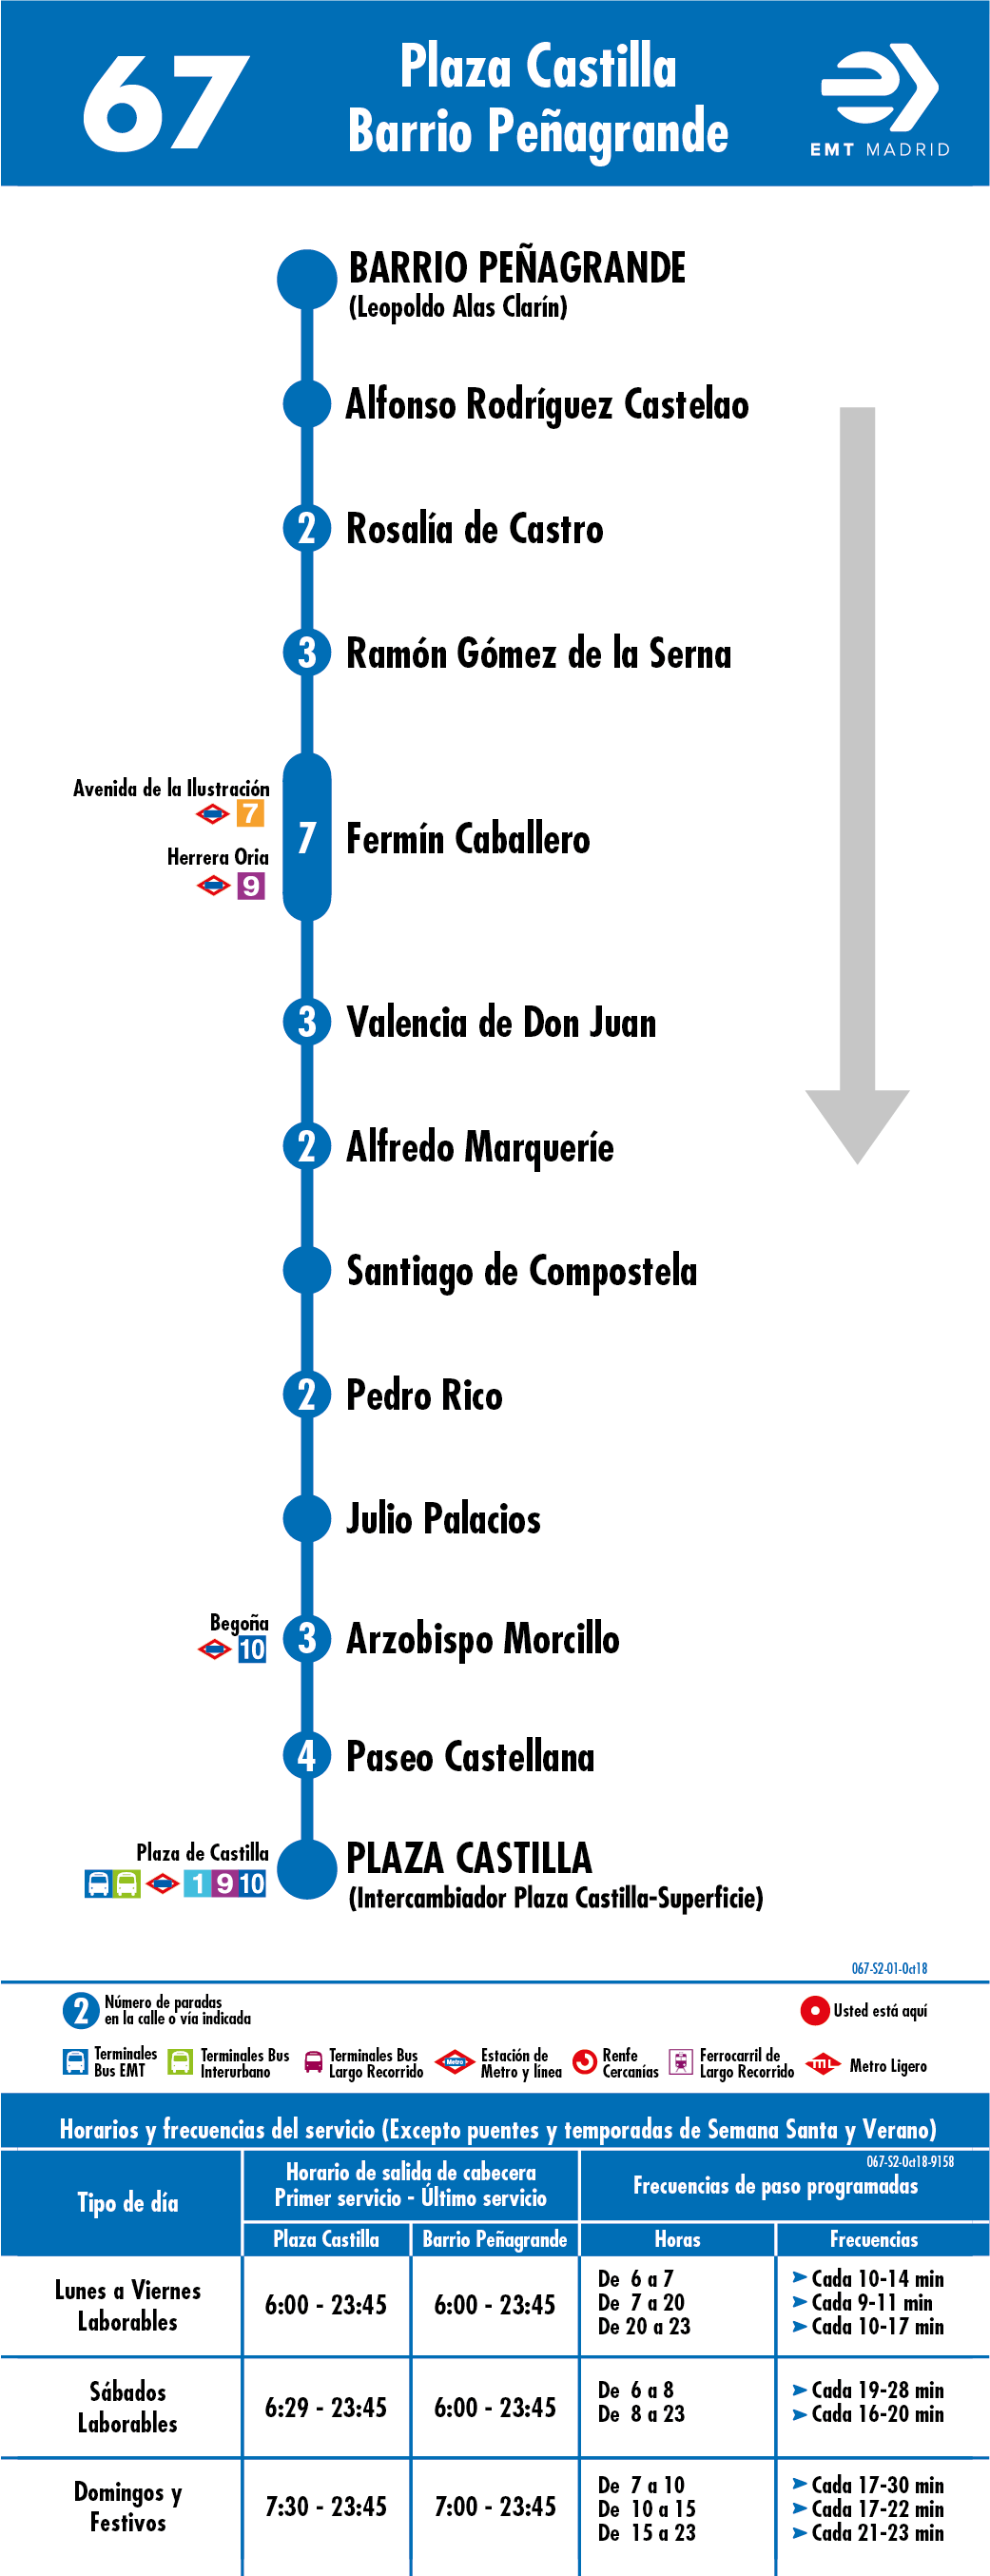 67
Plaza Castilla
Barrio Peñagrande
EMT MADRID
BARRIO PEÑAGRANDE
(Leopoldo Alas Clarín)
Alfonso Rodríguez Castelao
2 Rosalía de Castro
3 Ramón Gómez de la Serna
Avenida de la Ilustración
7
Herrera Oria
9
7 Fermín Caballero
3 Valencia de Don Juan
2 Alfredo Marqueríe
Santiago de Compostela
2 Pedro Rico
Julio Palacios
Begoña
10
3 Arzobispo Morcillo
4 Paseo Castellana
Plaza de Castilla
1 9 10
PLAZA CASTILLA
(Intercambiador Plaza Castilla-Superficie)
067-S2-01-Oct18
2 Número de paradas
en la calle o vía indicada
Usted está aquí
Terminales
Bus EMT
Terminales Bus
Interurbano
Terminales Bus
Largo Recorrido
Metro
Estación de
Metro y línea
Renfe
Cercanías
Ferrocarril de
Largo Recorrido
ML
Metro Ligero
Horarios y frecuencias del servicio (Excepto puentes y temporadas de Semana Santa y Verano)
067-S2-Oct18-9158
Tipo de día
Horario de salida de cabecera
Primer servicio - Último servicio
Frecuencias de paso programadas
Plaza Castilla Barrio Peñagrande Horas Frecuencias
Lunes a Viernes
Laborables
6:00 - 23:45 6:00 - 23:45
De 6 a 7 Cada 10-14 min
De 7 a 20 Cada 9-11 min
De 20 a 23 Cada 10-17 min
Sábados
Laborables
6:29 - 23:45 6:00 - 23:45
De 6 a 8 Cada 19-28 min
De 8 a 23 Cada 16-20 min
Domingos y
Festivos
7:30 - 23:45 7:00 - 23:45
De 7 a 10 Cada 17-30 min
De 10 a 15 Cada 17-22 min
De 15 a 23 Cada 21-23 min